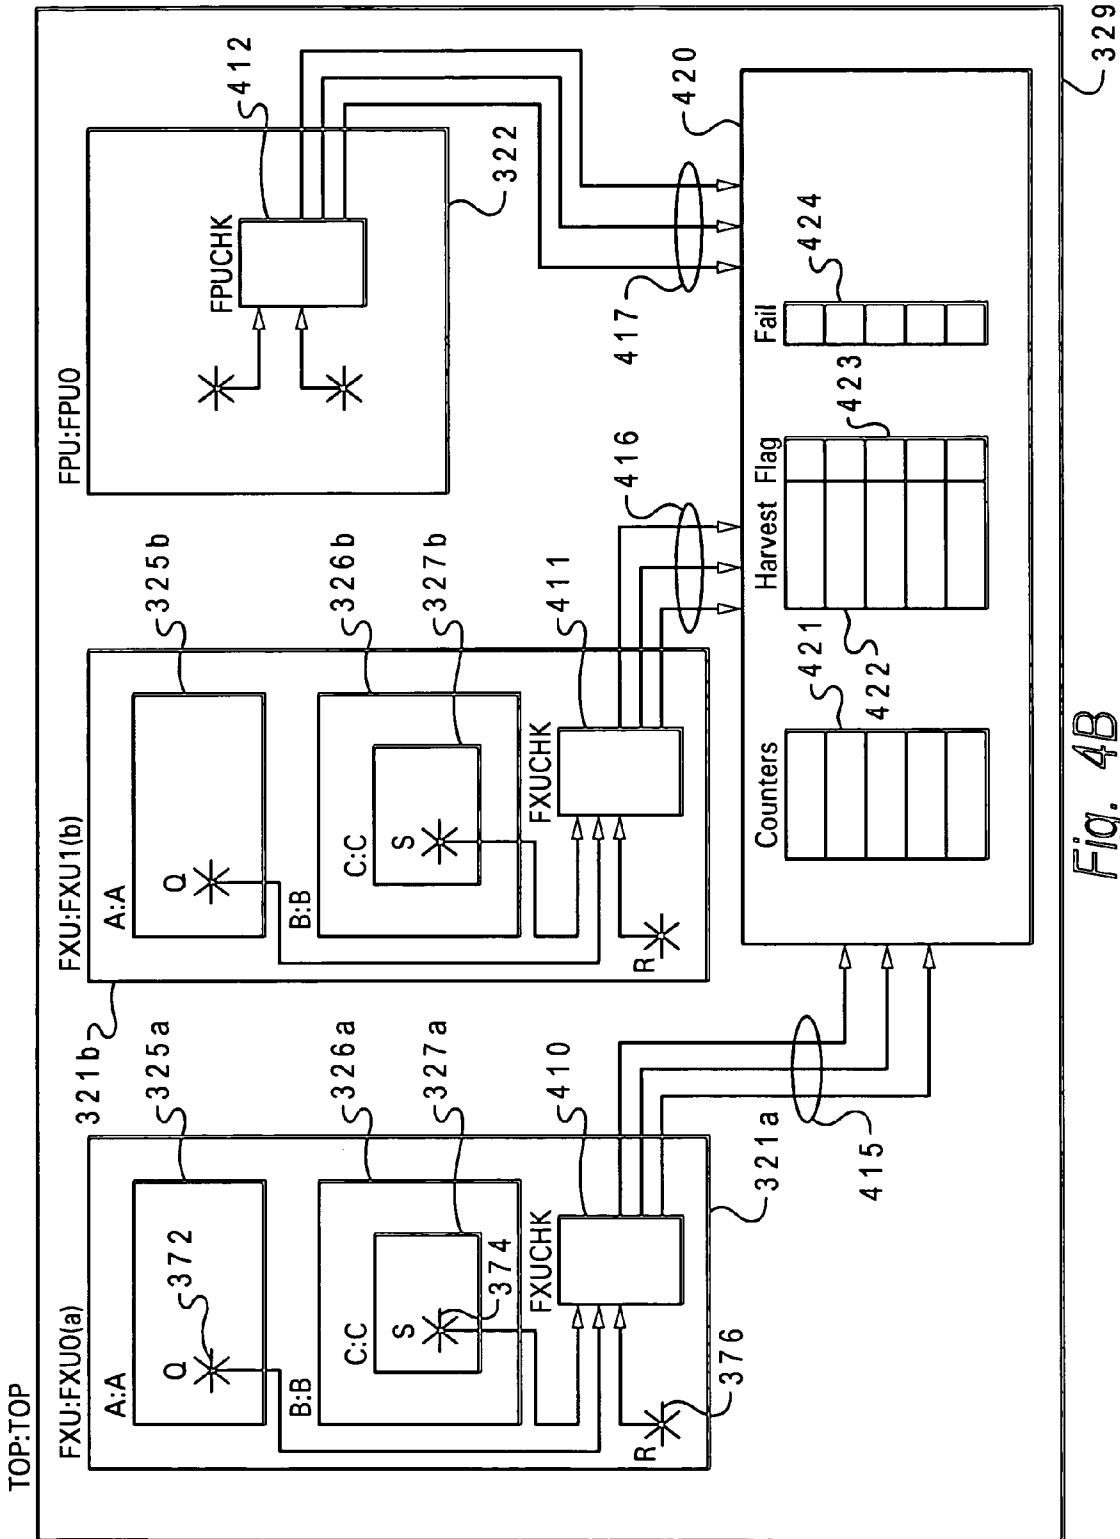 TOP:TOP
FXU:FXU0(a)
A:A
Q
372
325a
B:B
C:C
S
374
326a
327a
FXUCHK
410
R
376
321a
415
321b
FXU:FXU1(b)
A:A
Q
325b
B:B
C:C
S
326b
327b
FXUCHK
411
R
416
FPU:FPU0
FPUCHK
412
322
417
420
Counters
421
Harvest Flag
422
423
Fail
424
329
Fig. 4B